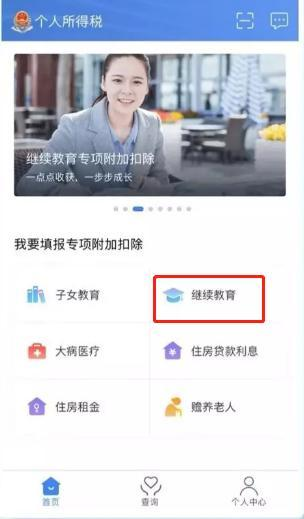 个人所得税
继续教育专项附加扣除
一点点收获，一步步成长
我要填报专项附加扣除
子女教育
继续教育
大病医疗
住房贷款利息
住房租金
赡养老人
首页
查询
个人中心